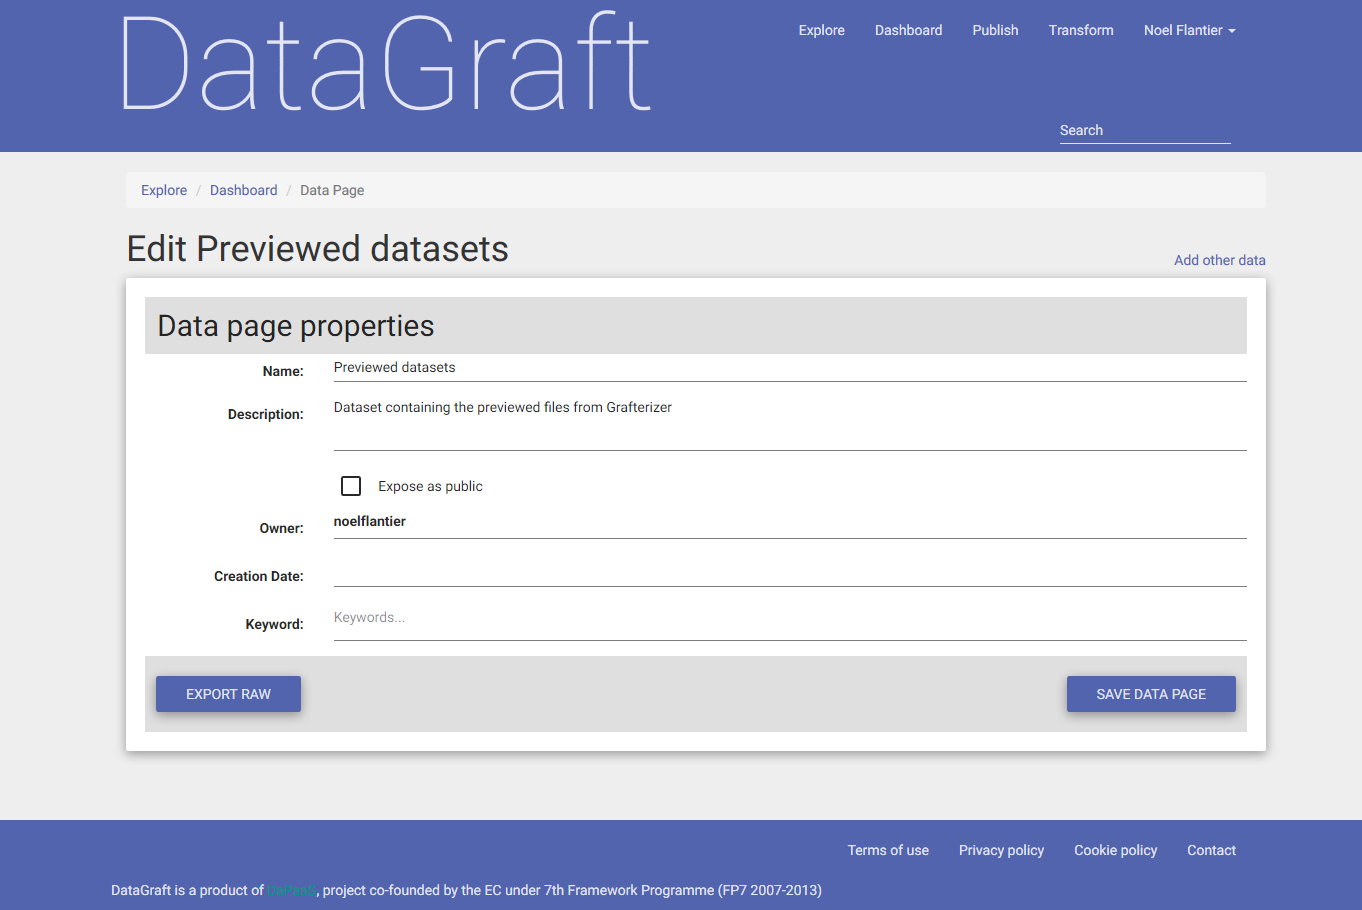 DataGraft
Explore Dashboard Publish Transform Noel Flantier
Search
Explore / Dashboard / Data Page
Edit Previewed datasets
Add other data
Data page properties
Name: Previewed datasets
Description: Dataset containing the previewed files from Grafterizer
Expose as public
Owner: noelflantier
Creation Date:
Keyword: Keywords...
EXPORT RAW
SAVE DATA PAGE
Terms of use Privacy policy Cookie policy Contact
DataGraft is a product of DaPaaS, project co-founded by the EC under 7th Framework Programme (FP7 2007-2013)